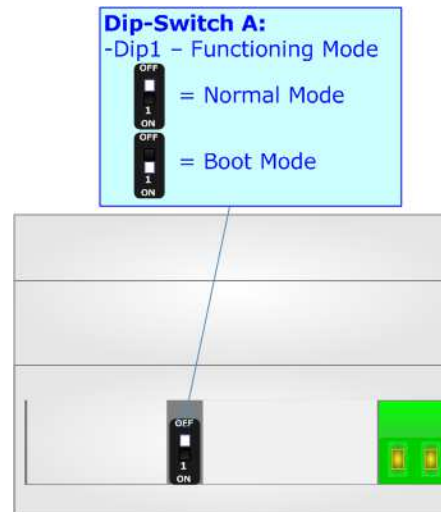 Dip-Switch A:
-Dip1 – Functioning Mode
OFF
1
ON
= Normal Mode
OFF
1
ON
= Boot Mode
OFF
1
ON